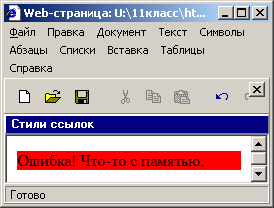 Web-страница: U:\11класс\ht...
Файл Правка Документ Текст Символы
Абзацы Списки Вставка Таблицы
Справка
Стили ссылок
Ошибка! Что-то с памятью.
Готово